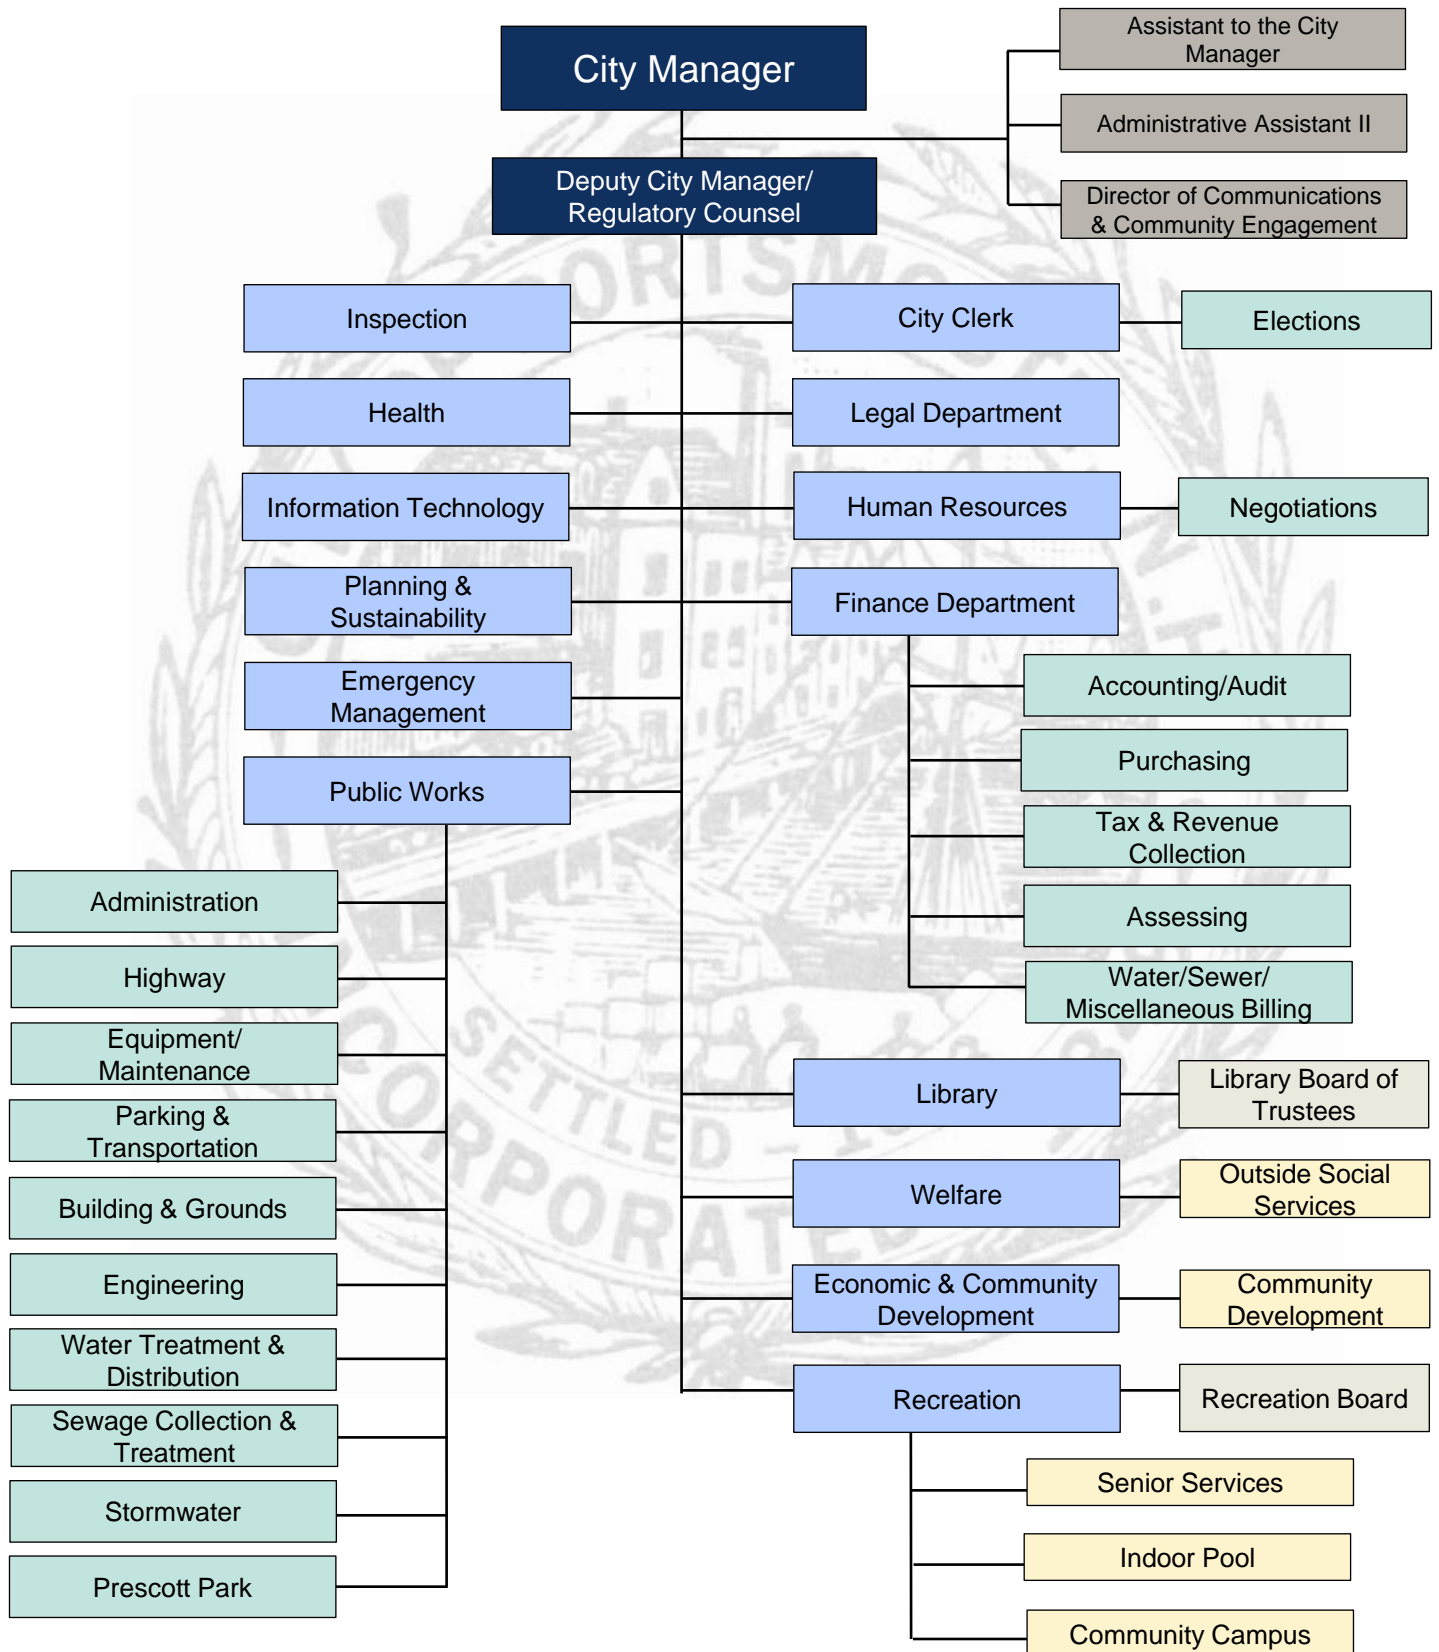 City Manager
Assistant to the City
Manager
Administrative Assistant II
Director of Communications
& Community Engagement
Deputy City Manager/
Regulatory Counsel
Inspection
City Clerk
Elections
Health
Legal Department
Information Technology
Human Resources
Negotiations
Planning &
Sustainability
Finance Department
Emergency
Management
Accounting/Audit
Public Works
Purchasing
Tax & Revenue
Collection
Assessing
Water/Sewer/
Miscellaneous Billing
Administration
Highway
Equipment/
Maintenance
Parking &
Transportation
Building & Grounds
Engineering
Water Treatment &
Distribution
Sewage Collection &
Treatment
Stormwater
Prescott Park
Library
Library Board of
Trustees
Welfare
Outside Social
Services
Economic & Community
Development
Community
Development
Recreation
Recreation Board
Senior Services
Indoor Pool
Community Campus
SETTLED